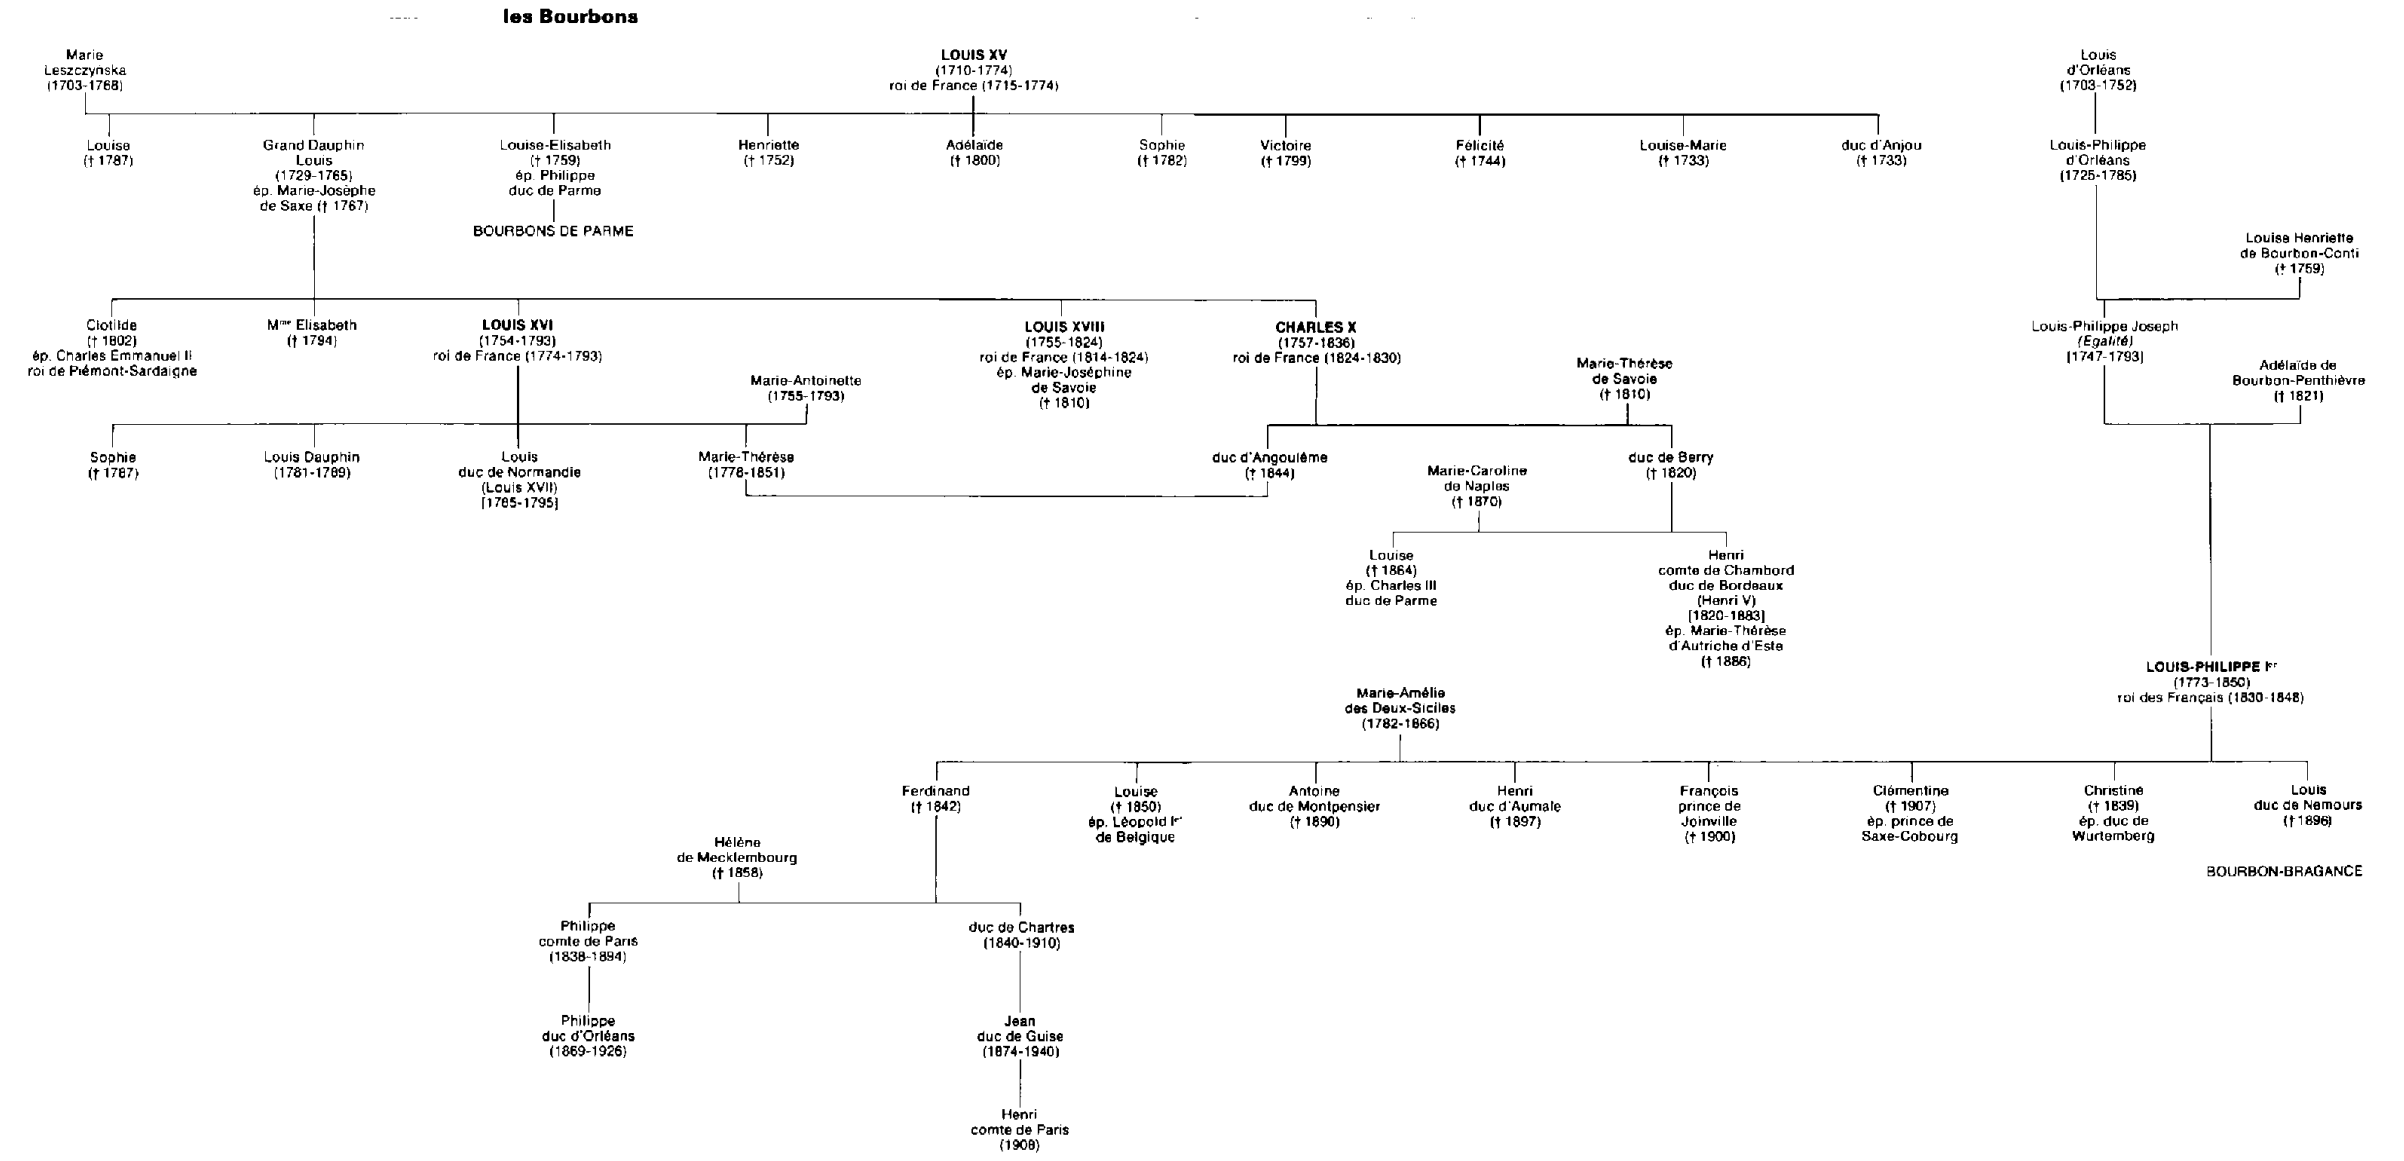 les Bourbons
Marie
Leszczyńska
(1703-1768)
LOUIS XV
(1710-1774)
roi de France (1715-1774)
Louis
d'Orléans
(1703-1752)
Louise
(† 1787)
Grand Dauphin
Louis
(1729-1765)
ép. Marie-Josèphe
de Saxe († 1767)
Louise-Elisabeth
(† 1759)
ép. Philippe
duc de Parme
BOURBONS DE PARME
Henriette
(† 1752)
Adélaïde
(† 1800)
Sophie
(† 1782)
Victoire
(† 1799)
Félicité
(† 1744)
Louise-Marie
(† 1733)
duc d'Anjou
(† 1733)
Louis-Philippe
d'Orléans
(1725-1785)
Louise Henriette
de Bourbon-Conti
(† 1759)
Clotilde
(† 1802)
ép. Charles Emmanuel II
roi de Piémont-Sardaigne
Mme Elisabeth
(† 1794)
LOUIS XVI
(1754-1793)
roi de France (1774-1793)
Marie-Antoinette
(1755-1793)
LOUIS XVIII
(1755-1824)
roi de France (1814-1824)
ép. Marie-Joséphine
de Savoie
(† 1810)
CHARLES X
(1757-1836)
roi de France (1824-1830)
Marie-Thérèse
de Savoie
(† 1810)
Louis-Philippe Joseph
(Egalité)
[1747-1793]
Adélaïde de
Bourbon-Penthièvre
(† 1821)
Sophie
(† 1787)
Louis Dauphin
(1781-1789)
Louis
duc de Normandie
(Louis XVII)
[1785-1795]
Marie-Thérèse
(1778-1851)
duc d'Angoulême
(† 1844)
Marie-Caroline
de Naples
(† 1870)
duc de Berry
(† 1820)
Louise
(† 1864)
ép. Charles III
duc de Parme
Henri
comte de Chambord
duc de Bordeaux
(Henri V)
[1820-1883]
ép. Marie-Thérèse
d'Autriche d'Este
(† 1886)
LOUIS-PHILIPPE Ier
(1773-1850)
roi des Français (1830-1848)
Marie-Amélie
des Deux-Siciles
(1782-1866)
Ferdinand
(† 1842)
Louise
(† 1850)
ép. Léopold Ier
de Belgique
Antoine
duc de Montpensier
(† 1890)
Henri
duc d'Aumale
(† 1897)
François
prince de
Joinville
(† 1900)
Clémentine
(† 1907)
ép. prince de
Saxe-Cobourg
Christine
(† 1839)
ép. duc de
Wurtemberg
Louis
duc de Nemours
(† 1896)
BOURBON-BRAGANCE
Hélène
de Mecklembourg
(† 1858)
Philippe
comte de Paris
(1838-1894)
duc de Chartres
(1840-1910)
Philippe
duc d'Orléans
(1869-1926)
Jean
duc de Guise
(1874-1940)
Henri
comte de Paris
(1908)